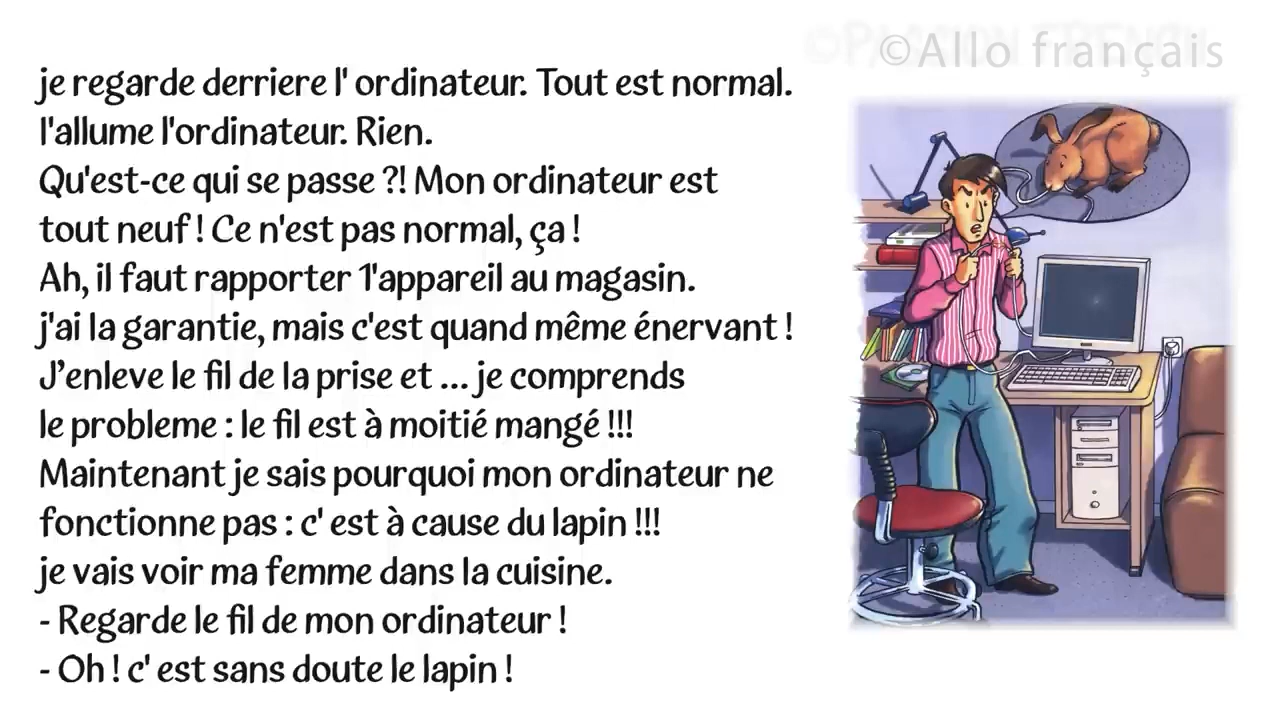 ©Allo français
je regarde derriere l' ordinateur. Tout est normal.
l'allume l'ordinateur. Rien.
Qu'est-ce qui se passe ?! Mon ordinateur est
tout neuf ! Ce n'est pas normal, ça !
Ah, il faut rapporter 1'appareil au magasin.
j'ai la garantie, mais c'est quand même énervant !
J’enleve le fil de la prise et ... je comprends
le probleme : le fil est à moitié mangé !!!
Maintenant je sais pourquoi mon ordinateur ne
fonctionne pas : c' est à cause du lapin !!!
je vais voir ma femme dans la cuisine.
- Regarde le fil de mon ordinateur !
- Oh ! c' est sans doute le lapin !